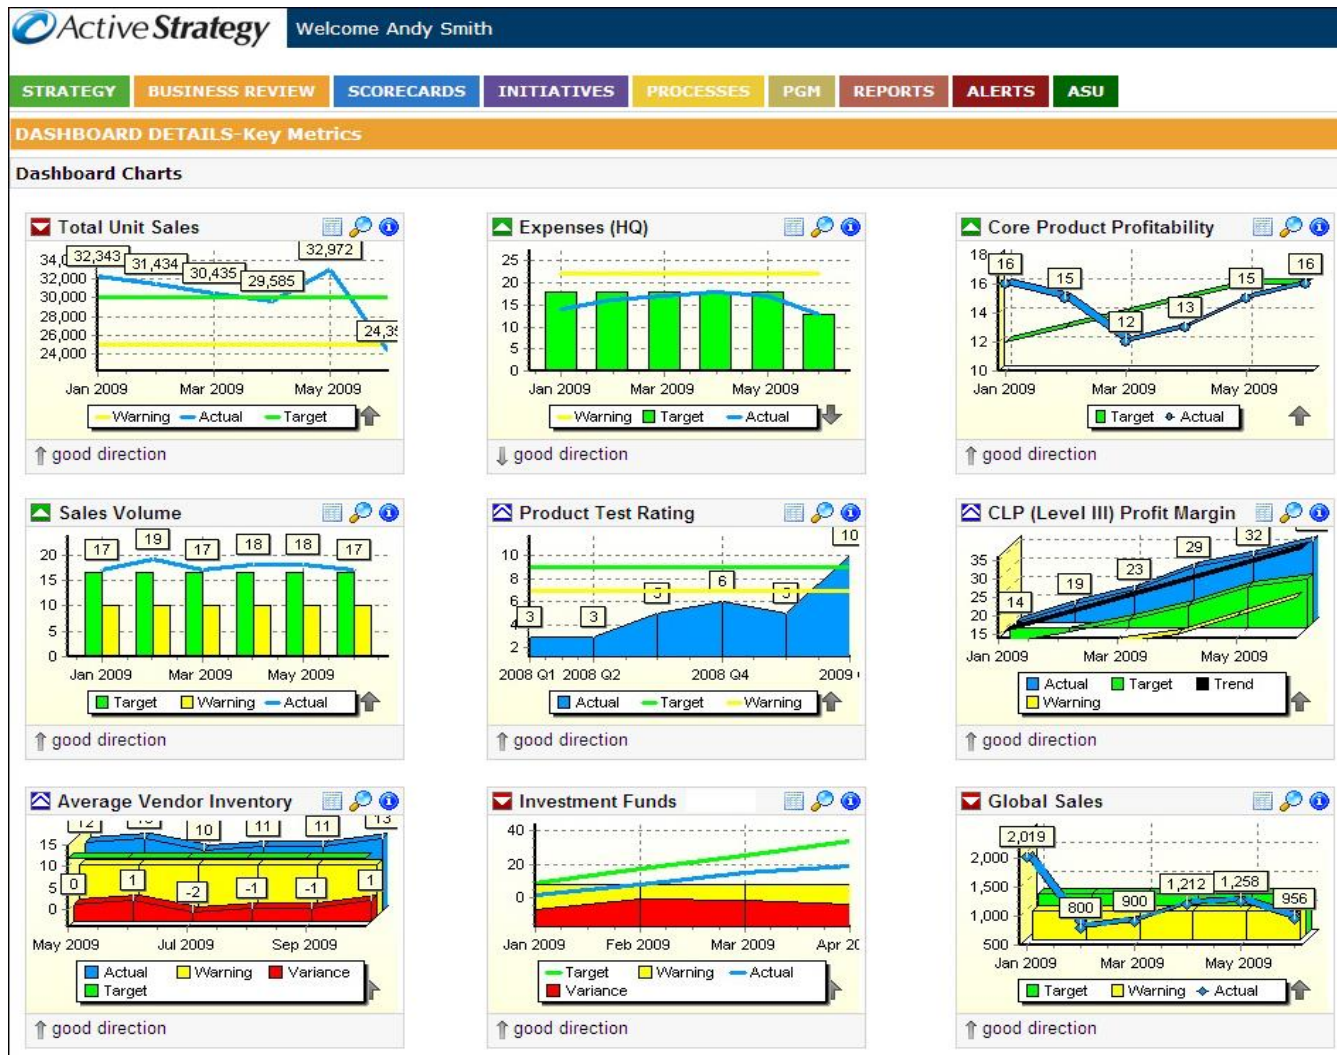 ActiveStrategy Welcome Andy Smith
STRATEGY BUSINESS REVIEW SCORECARDS INITIATIVES PROCESSES PGM REPORTS ALERTS ASU
DASHBOARD DETAILS-Key Metrics
Dashboard Charts
Total Unit Sales
32,343 31,434 30,435 29,585 32,972
32,000
30,000
28,000
26,000
24,000
Jan 2009 Mar 2009 May 2009
Warning Actual Target
good direction
Expenses (HQ)
25
20
15
10
5
0
Jan 2009 Mar 2009 May 2009
Warning Target Actual
good direction
Core Product Profitability
18
16
14
12
10
16 15 12 13 15 16
Jan 2009 Mar 2009 May 2009
Target Actual
good direction
Sales Volume
20
15
10
5
0
17 19 17 18 18 17
Jan 2009 Mar 2009 May 2009
Target Warning Actual
good direction
Product Test Rating
10
8
6
4
2
3 3 5 6 5 10
2008 Q1 2008 Q2 2008 Q4 2009
Actual Target Warning
good direction
CLP (Level III) Profit Margin
35
30
25
20
15
14 19 23 29 32
Jan 2009 Mar 2009 May 2009
Actual Target Trend
Warning
good direction
Average Vendor Inventory
12 10 11 11 13
15
10
5
0
0 1 -2 -1 -1 1
May 2009 Jul 2009 Sep 2009
Actual Warning Variance
Target
good direction
Investment Funds
40
20
0
Jan 2009 Feb 2009 Mar 2009 Apr
Target Warning Actual
Variance
good direction
Global Sales
2,019
2,000
1,500
1,000
500
800 900 1,212 1,258 956
Jan 2009 Mar 2009 May 2009
Target Warning Actual
good direction